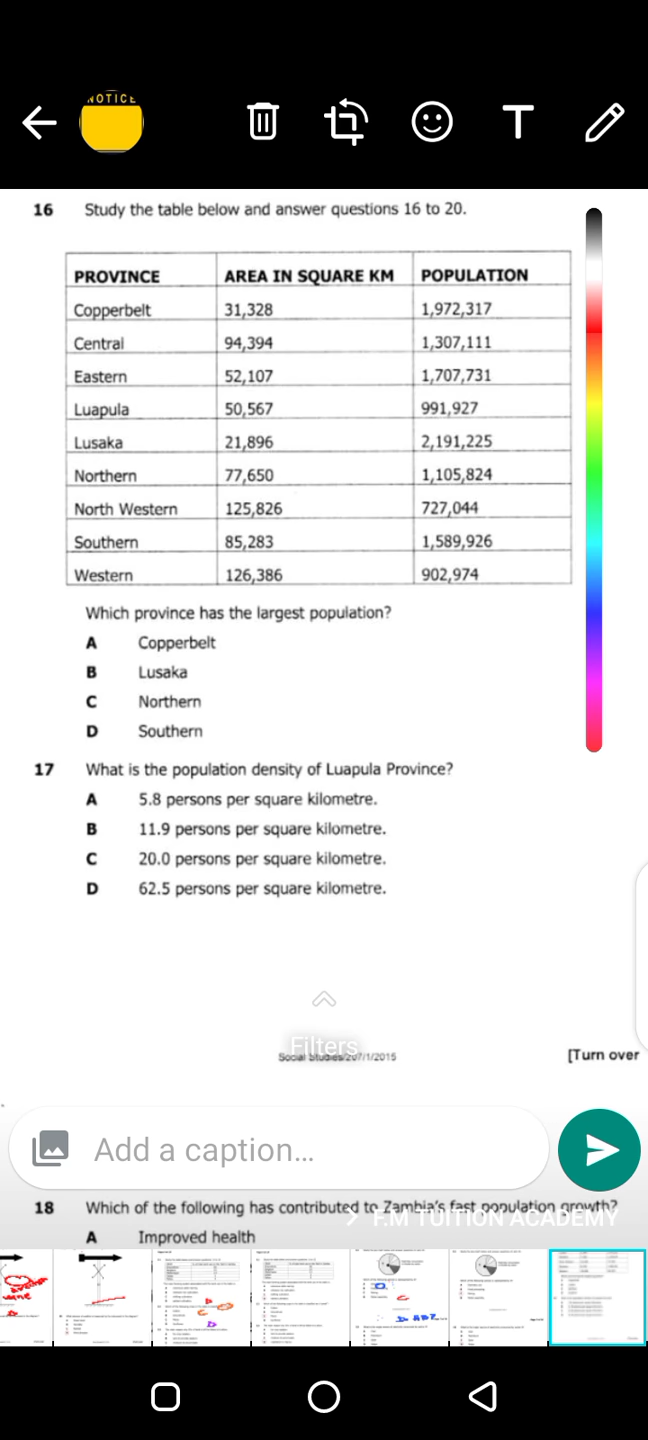 NOTICE
T
16 Study the table below and answer questions 16 to 20.
PROVINCE AREA IN SQUARE KM POPULATION
Copperbelt 31,328 1,972,317
Central 94,394 1,307,111
Eastern 52,107 1,707,731
Luapula 50,567 991,927
Lusaka 21,896 2,191,225
Northern 77,650 1,105,824
North Western 125,826 727,044
Southern 85,283 1,589,926
Western 126,386 902,974
Which province has the largest population?
A Copperbelt
B Lusaka
C Northern
D Southern
17 What is the population density of Luapula Province?
A 5.8 persons per square kilometre.
B 11.9 persons per square kilometre.
C 20.0 persons per square kilometre.
D 62.5 persons per square kilometre.
Filters
Social Studies/207/1/2015 [Turn over
Add a caption...
18 Which of the following has contributed to Zambia's fast population growth?
> F.M TUITION ACADEMY
A Improved health